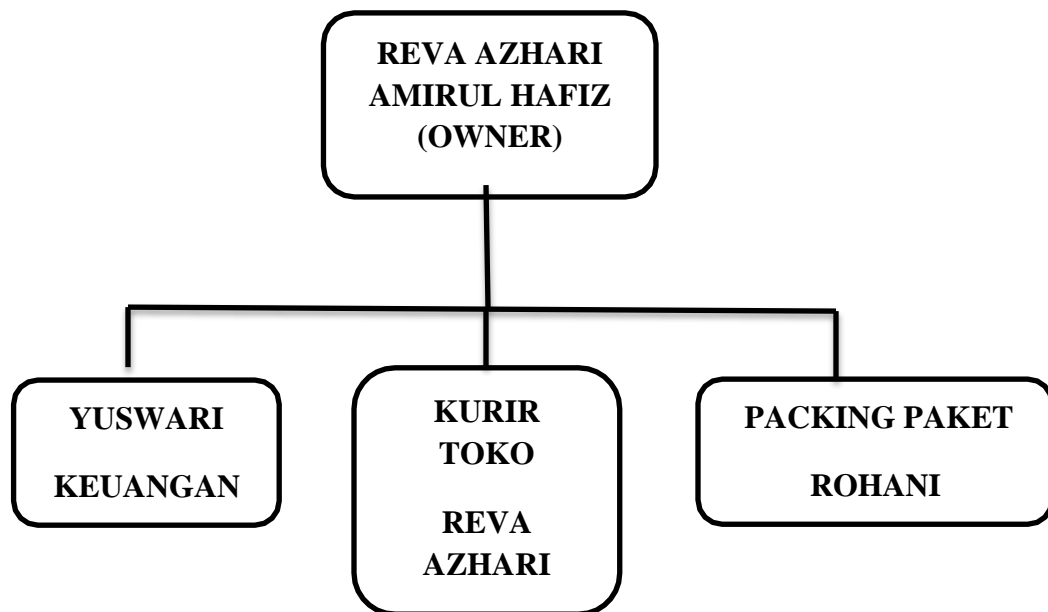 REVA AZHARI
AMIRUL HAFIZ
(OWNER)
YUSWARI
KEUANGAN
KURIR
TOKO
REVA
AZHARI
PACKING PAKET
ROHANI